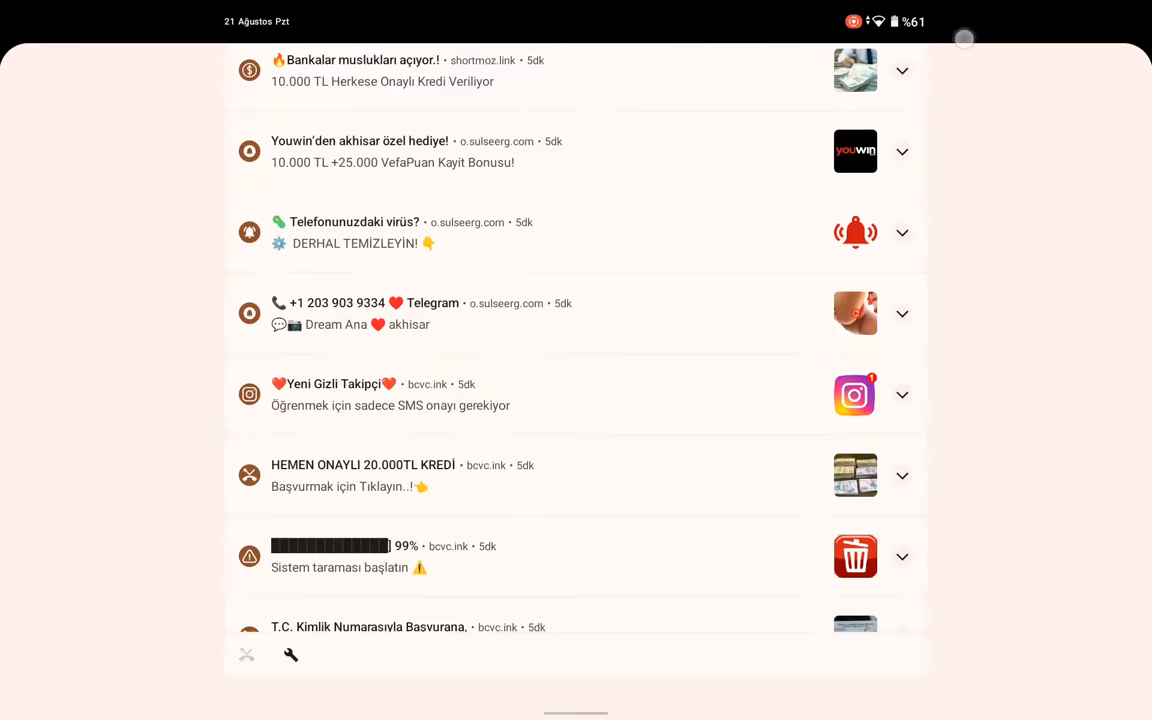 21 Ağustos Pzt
%61
🔥Bankalar muslukları açıyor.! • shortmoz.link • 5dk
10.000 TL Herkese Onaylı Kredi Veriliyor
Youwin’den akhisar özel hediye! • o.sulseerg.com • 5dk
10.000 TL +25.000 VefaPuan Kayit Bonusu!
youwin
🦠 Telefonunuzdaki virüs? • o.sulseerg.com • 5dk
⚙️ DERHAL TEMİZLEYİN! 👇
📞 +1 203 903 9334 ❤️ Telegram • o.sulseerg.com • 5dk
💬📷 Dream Ana ❤️ akhisar
❤️Yeni Gizli Takipçi❤️ • bcvc.ink • 5dk
Öğrenmek için sadece SMS onayı gerekiyor
1
HEMEN ONAYLI 20.000TL KREDİ • bcvc.ink • 5dk
Başvurmak için Tıklayın..!👈
█████████████] 99% • bcvc.ink • 5dk
Sistem taraması başlatın ⚠️
T.C. Kimlik Numarasıyla Başvurana, • bcvc.ink • 5dk